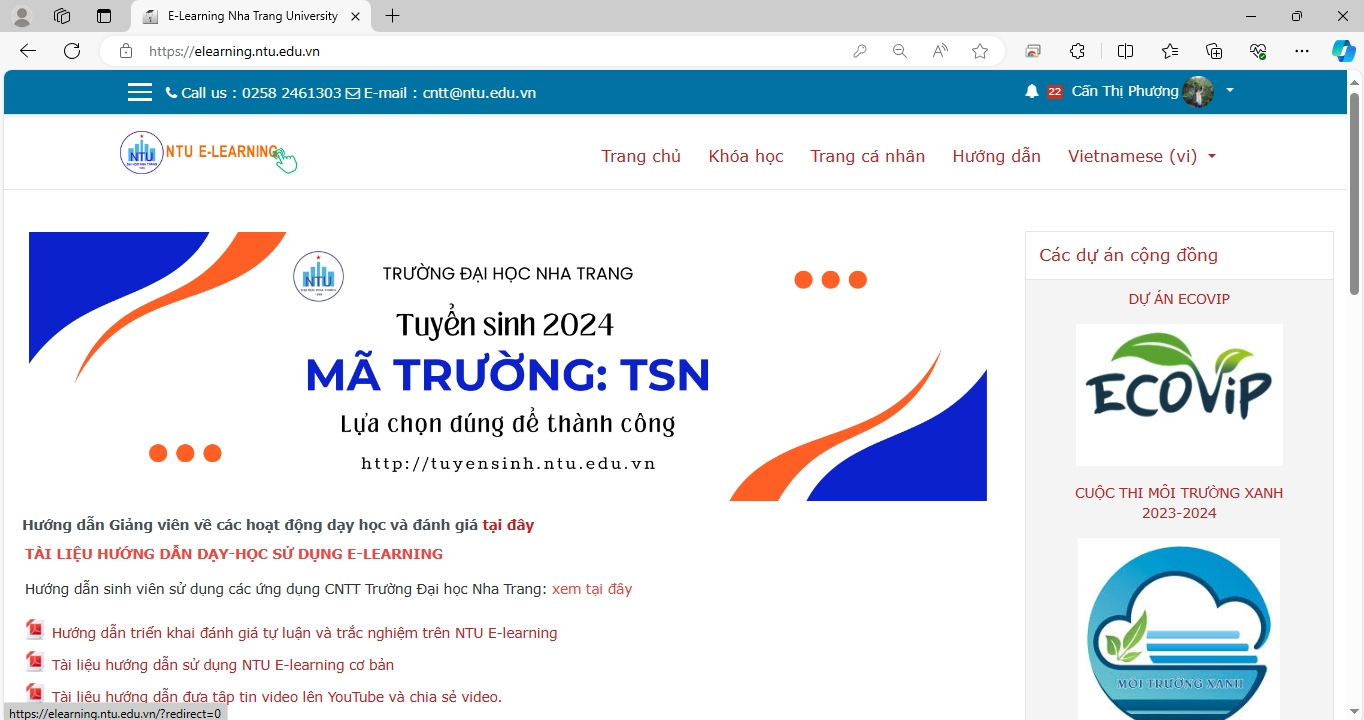 E-Learning Nha Trang University
https://elearning.ntu.edu.vn
Call us : 0258 2461303 E-mail : cntt@ntu.edu.vn
22 Cấn Thị Phượng
NTU NTU E-LEARNING
Trang chủ Khóa học Trang cá nhân Hướng dẫn Vietnamese (vi)
NTU
TRƯỜNG ĐẠI HỌC NHA TRANG
Tuyển sinh 2024
MÃ TRƯỜNG: TSN
Lựa chọn đúng để thành công
http://tuyensinh.ntu.edu.vn
Hướng dẫn Giảng viên về các hoạt động dạy học và đánh giá tại đây
TÀI LIỆU HƯỚNG DẪN DẠY-HỌC SỬ DỤNG E-LEARNING
Hướng dẫn sinh viên sử dụng các ứng dụng CNTT Trường Đại học Nha Trang: xem tại đây
Hướng dẫn triển khai đánh giá tự luận và trắc nghiệm trên NTU E-learning
Tài liệu hướng dẫn sử dụng NTU E-learning cơ bản
Tài liệu hướng dẫn đưa tập tin video lên YouTube và chia sẻ video.
https://elearning.ntu.edu.vn/?redirect=0
Các dự án cộng đồng
DỰ ÁN ECOVIP
ECOViP
CUỘC THI MÔI TRƯỜNG XANH
2023-2024
MÔI TRƯỜNG XANH